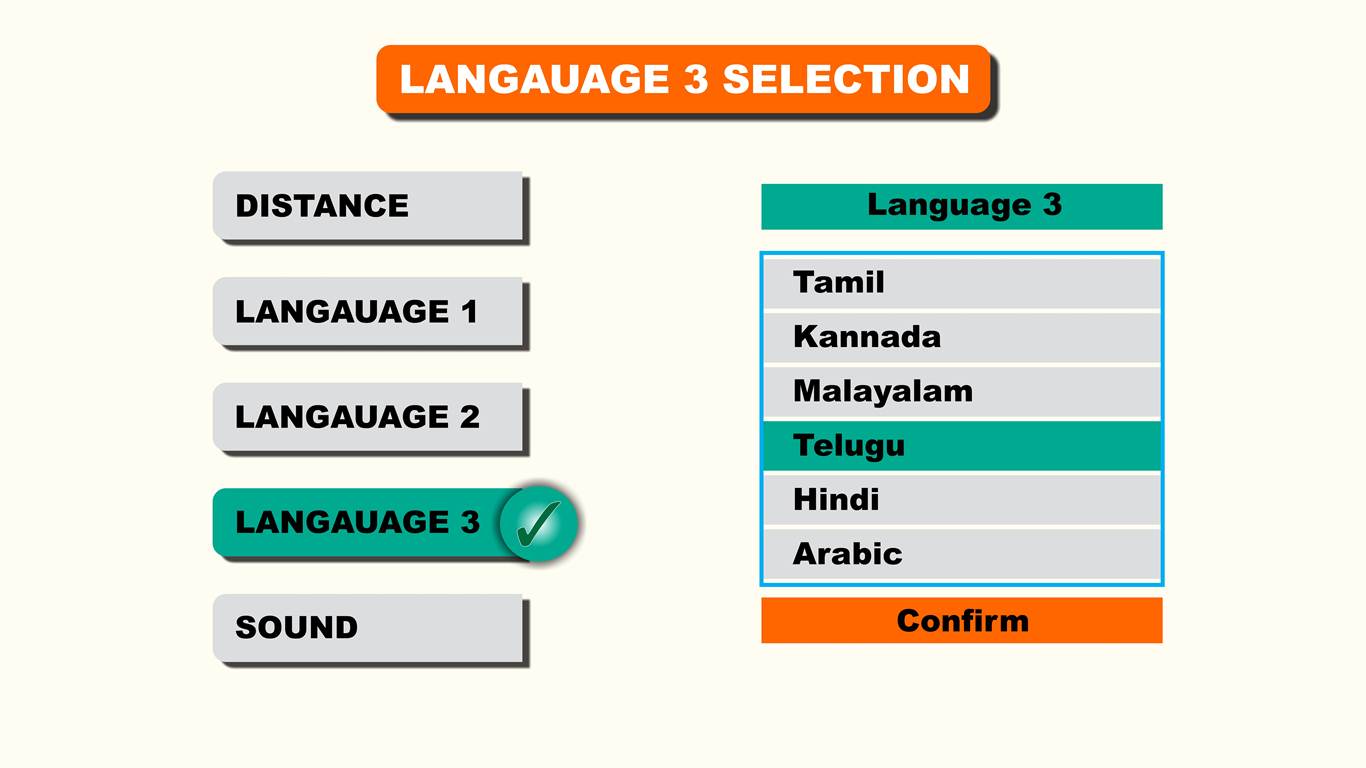 LANGAUAGE 3 SELECTION
DISTANCE
LANGAUAGE 1
LANGAUAGE 2
LANGAUAGE 3
SOUND
Language 3
Tamil
Kannada
Malayalam
Telugu
Hindi
Arabic
Confirm